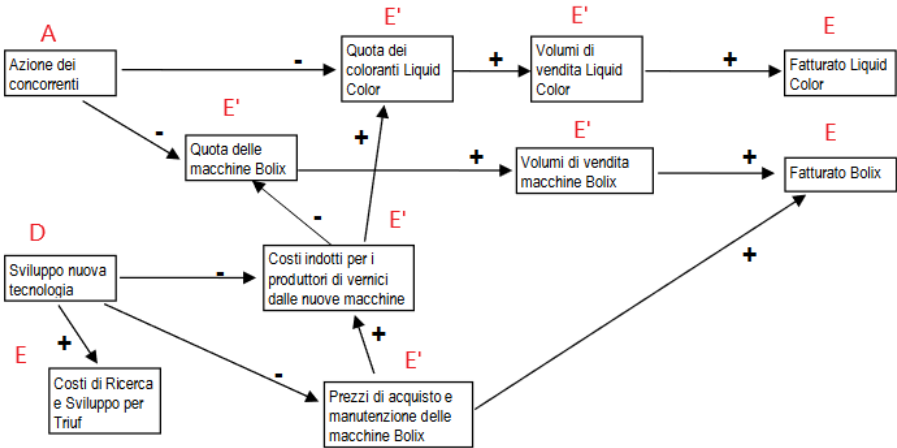 E'
E'
E
A
Azione dei
concorrenti
-
Quota dei
coloranti Liquid
Color
+
Volumi di
vendita Liquid
Color
+
Fatturato Liquid
Color
E'
-
Quota delle
macchine Bolix
+
+
E'
Volumi di vendita
macchine Bolix
+
E
Fatturato Bolix
-
E'
D
Sviluppo nuova
tecnologia
-
Costi indotti per i
produttori di vernici
dalle nuove macchine
+
+
E
Costi di Ricerca
e Sviluppo per
Triuf
-
+
E'
Prezzi di acquisto e
manutenzione delle
macchine Bolix